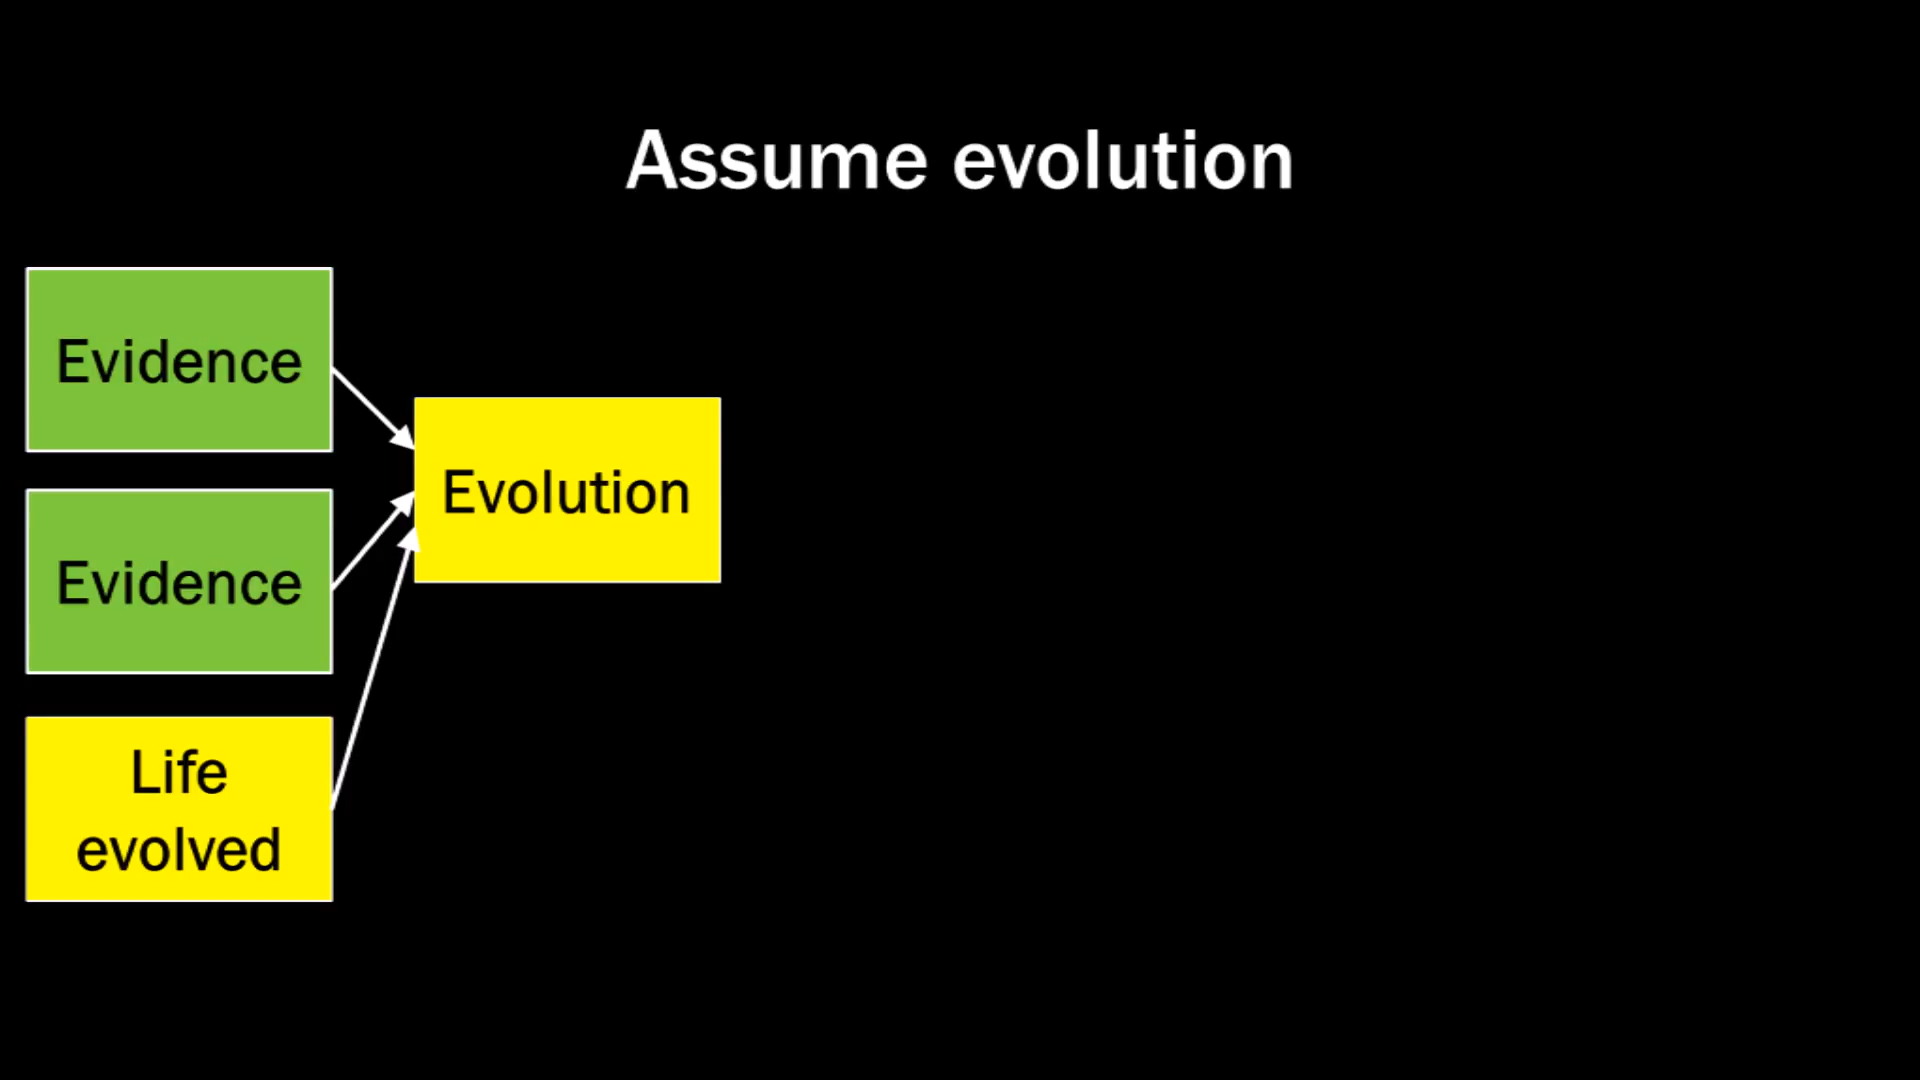 Assume evolution
Evidence
Evolution
Evidence
Life
evolved